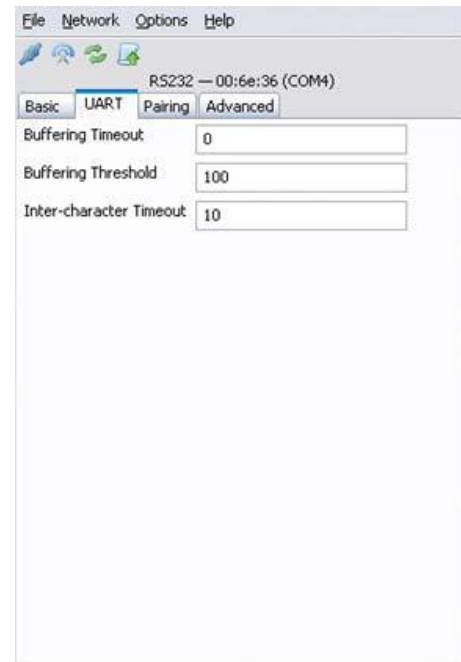 File Network Options Help
RS232 — 00:6e:36 (COM4)
Basic UART Pairing Advanced
Buffering Timeout 0
Buffering Threshold 100
Inter-character Timeout 10